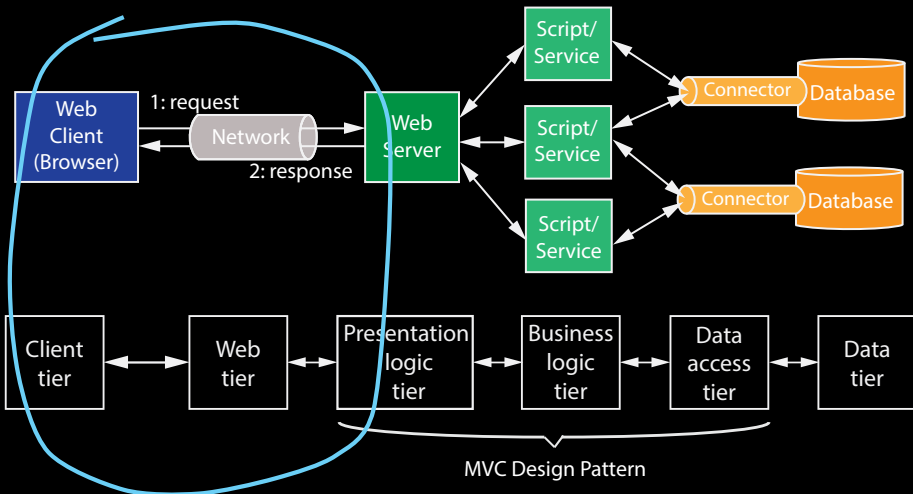 Web
Client
(Browser)
1: request
Network
2: response
Web
Server
Script/
Service
Script/
Service
Script/
Service
Connector
Database
Connector
Database
Client
tier
Web
tier
Presentation
logic
tier
Business
logic
tier
Data
access
tier
Data
tier
MVC Design Pattern